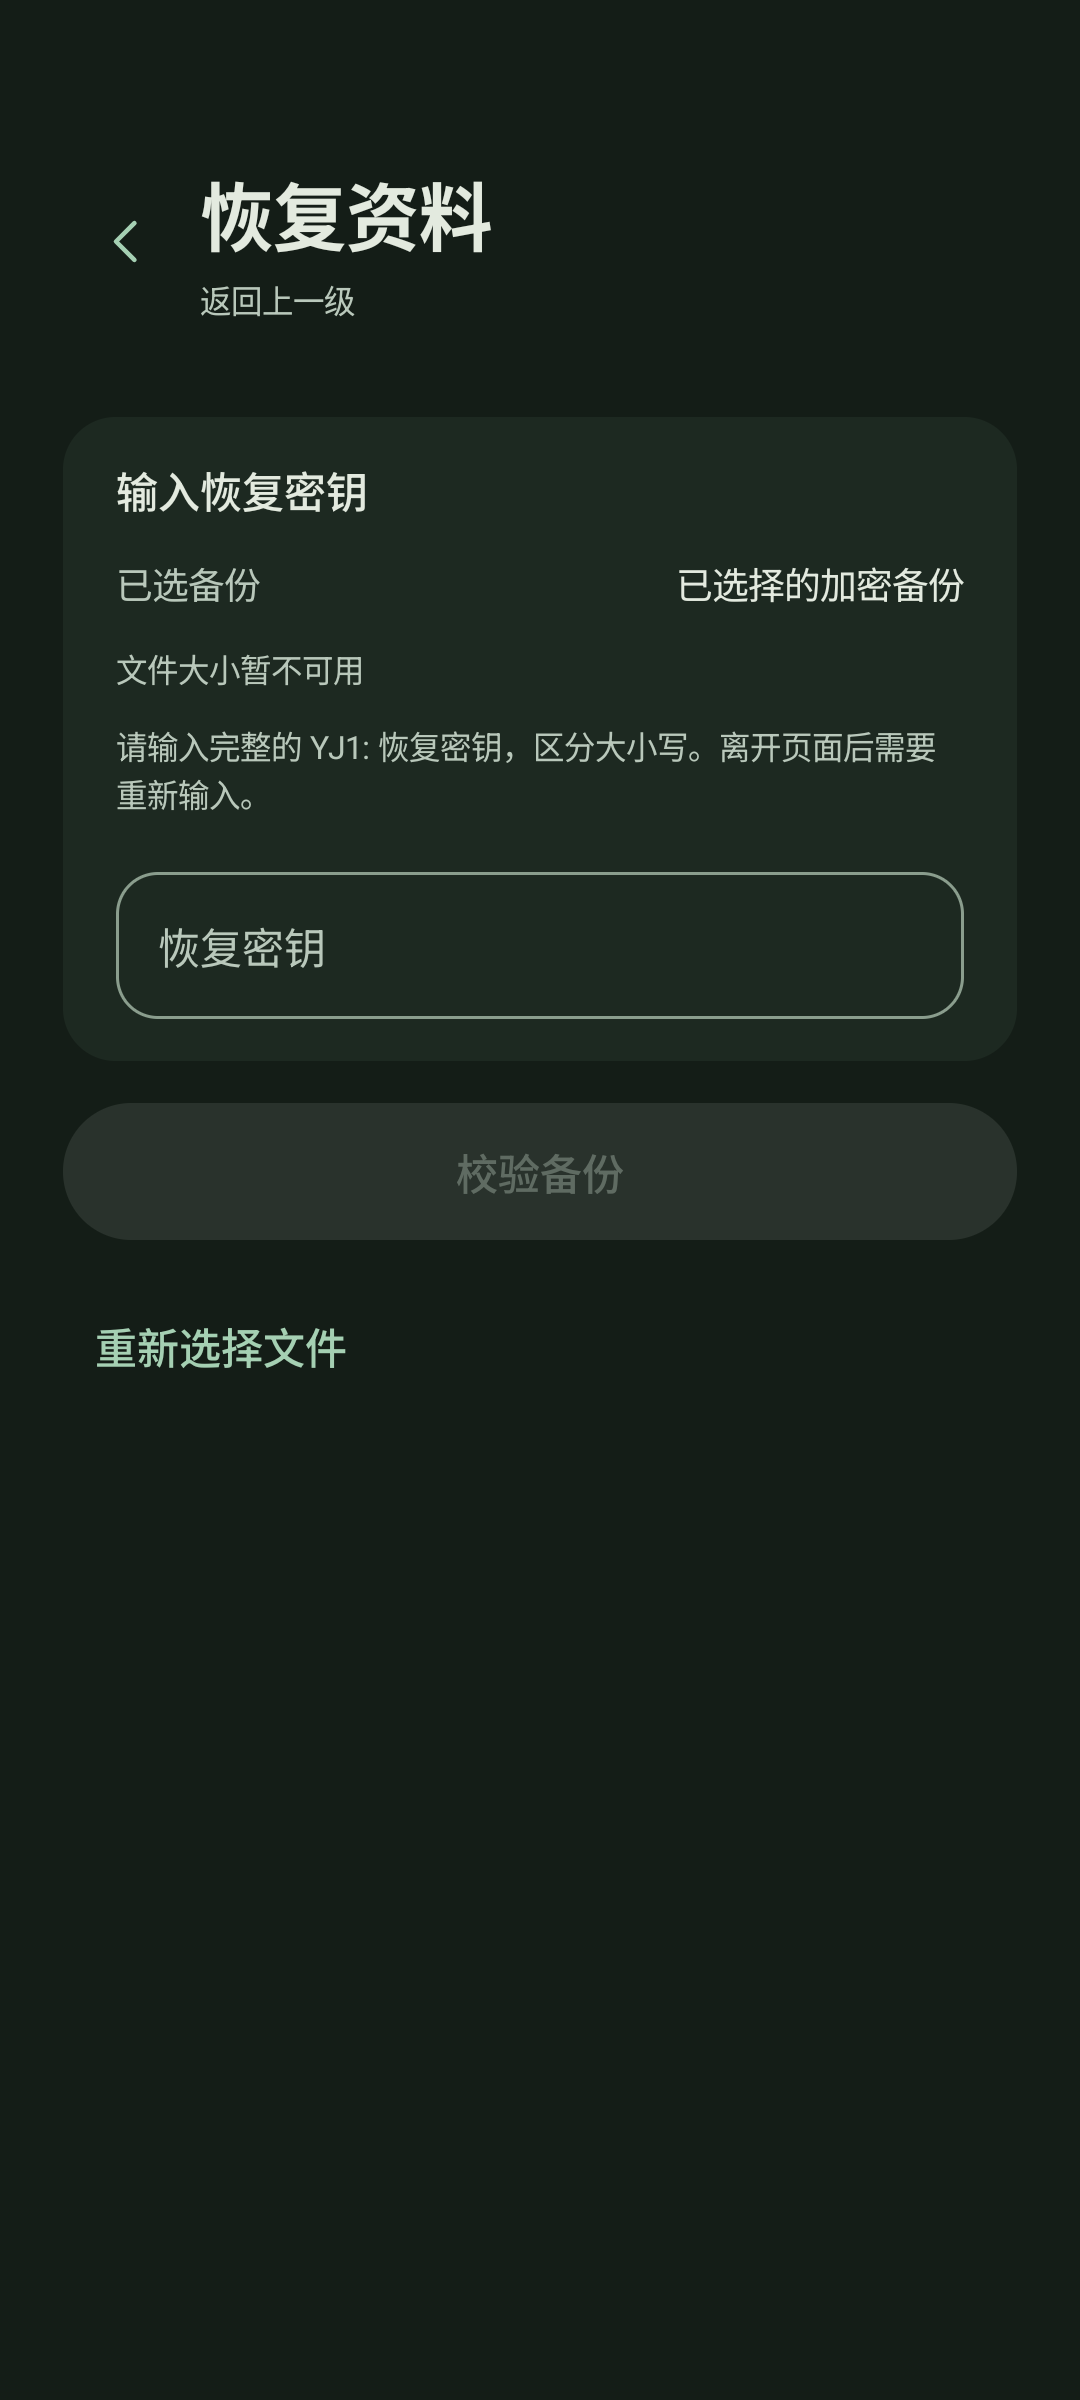 恢复资料
返回上一级
输入恢复密钥
已选备份 已选择的加密备份
文件大小暂不可用
请输入完整的 YJ1: 恢复密钥，区分大小写。离开页面后需要
重新输入。
恢复密钥
校验备份
重新选择文件